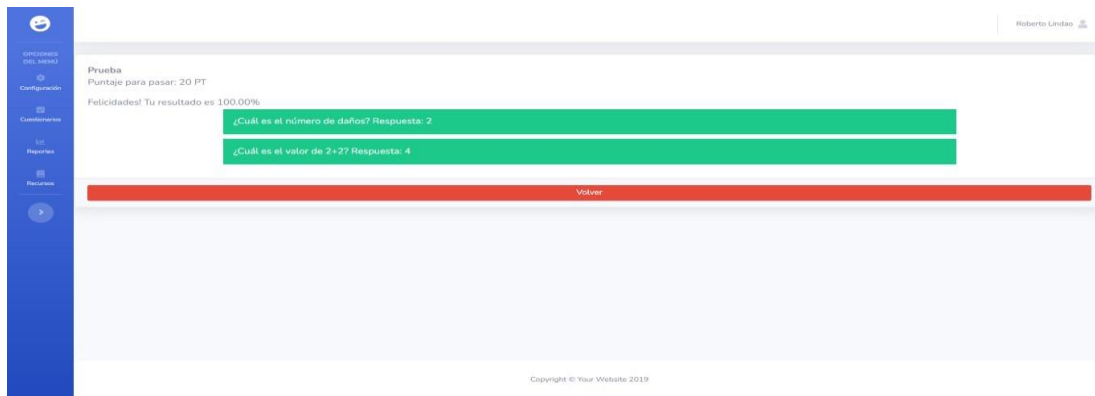 Roberto Lindao
OPCIONES
DEL MENÚ
Configuración
Cuestionarios
Reportes
Recursos
Prueba
Puntaje para pasar: 20 PT
Felicidades! Tu resultado es 100.00%
¿Cuál es el número de daños? Respuesta: 2
¿Cuál es el valor de 2+2? Respuesta: 4
Volver
Copyright © Your Website 2019